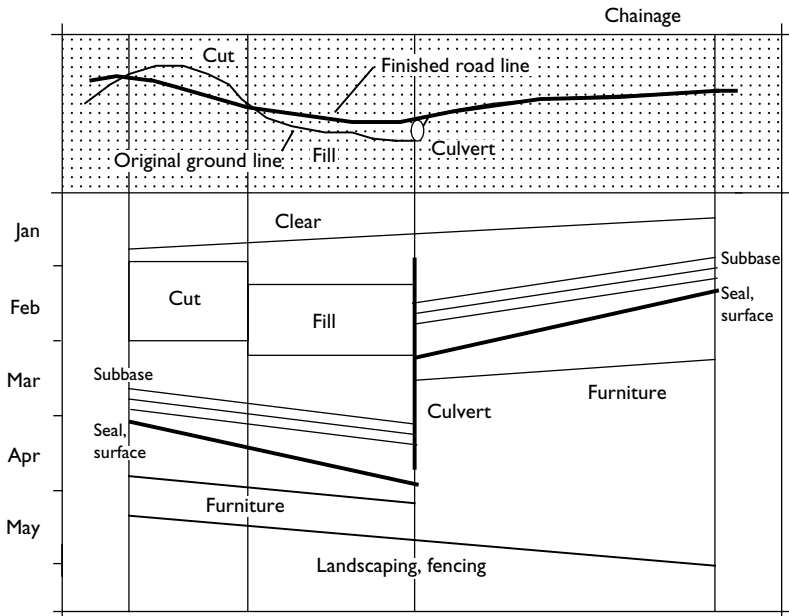 Chainage
Cut
Finished road line
Original ground line
Fill
Culvert
Jan
Clear
Subbase
Feb
Cut
Fill
Seal,
surface
Mar
Subbase
Furniture
Culvert
Seal,
surface
Apr
Furniture
May
Landscaping, fencing